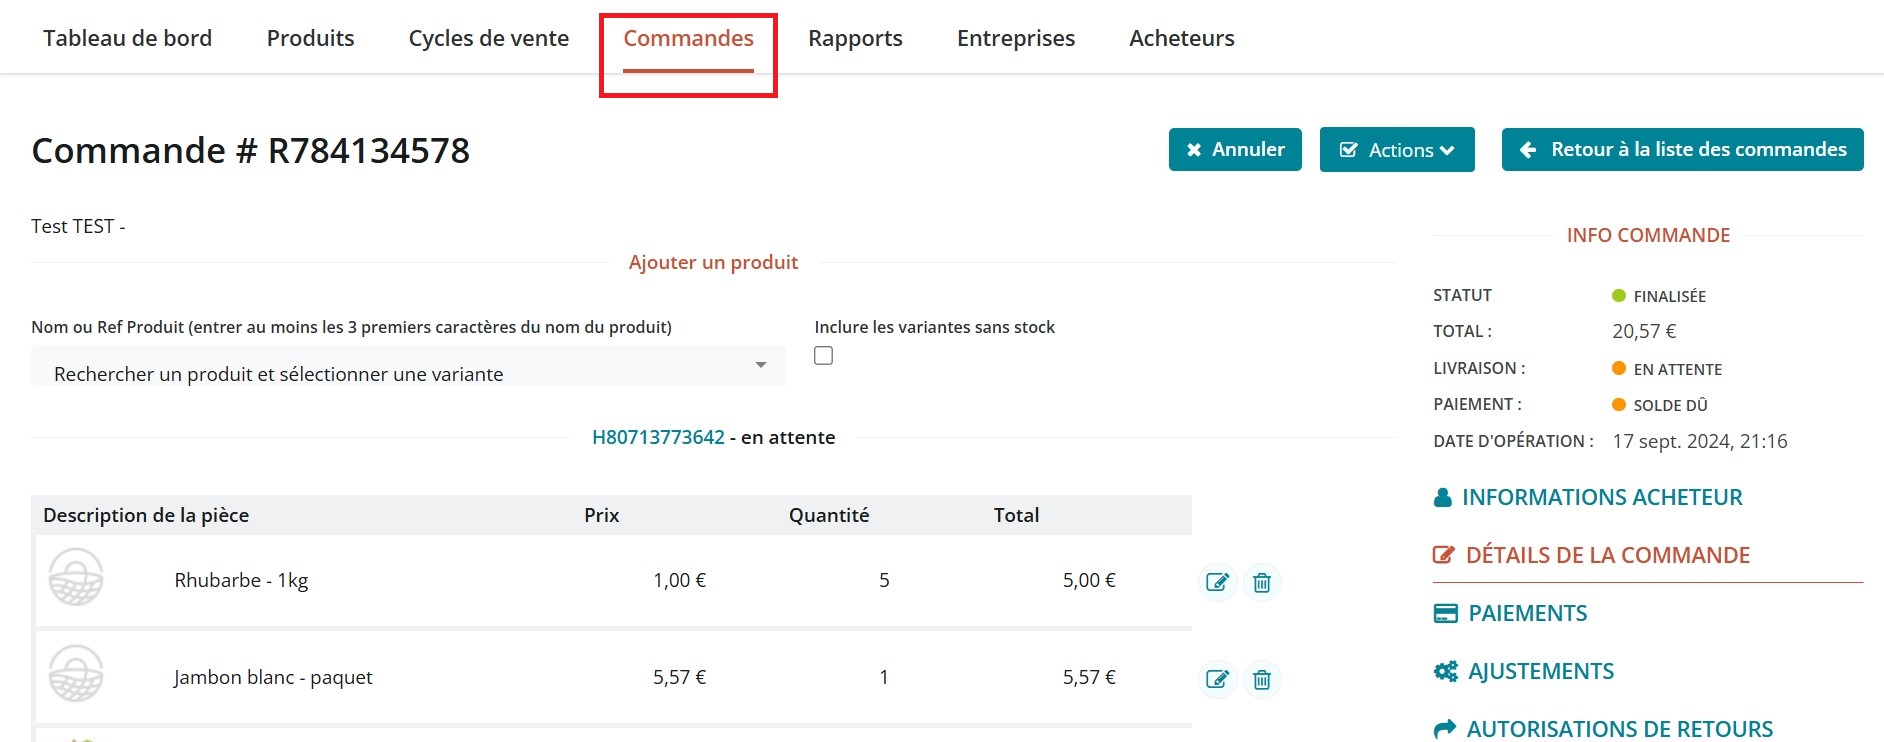 Tableau de bord Produits Cycles de vente Commandes Rapports Entreprises Acheteurs
Commande # R784134578
Annuler Actions Retour à la liste des commandes
Test TEST -
Ajouter un produit
Nom ou Ref Produit (entrer au moins les 3 premiers caractères du nom du produit) Inclure les variantes sans stock
Rechercher un produit et sélectionner une variante
H80713773642 - en attente
Description de la pièce Prix Quantité Total
Rhubarbe - 1kg 1,00 € 5 5,00 €
Jambon blanc - paquet 5,57 € 1 5,57 €
INFO COMMANDE
STATUT FINALISÉE
TOTAL : 20,57 €
LIVRAISON : EN ATTENTE
PAIEMENT : SOLDE DÛ
DATE D'OPÉRATION : 17 sept. 2024, 21:16
INFORMATIONS ACHETEUR
DÉTAILS DE LA COMMANDE
PAIEMENTS
AJUSTEMENTS
AUTORISATIONS DE RETOURS